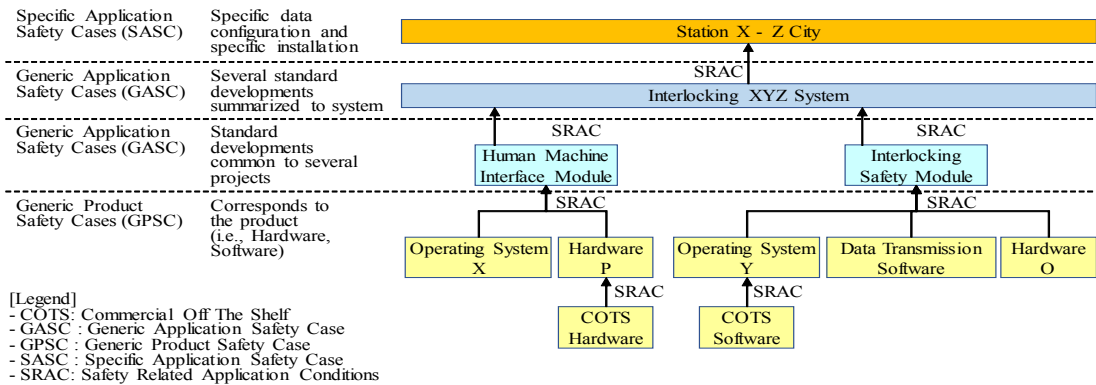 Specific Application
Safety Cases (SASC)
Specific data
configuration and
specific installation
Station X - Z City
SRAC
Generic Application
Safety Cases (GASC)
Several standard
developments
summarized to system
Interlocking XYZ System
Generic Application
Safety Cases (GASC)
Standard
developments
common to several
projects
SRAC
SRAC
Human Machine
Interface Module
Interlocking
Safety Module
Generic Product
Safety Cases (GPSC)
Corresponds to
the product
(i.e., Hardware,
Software)
SRAC
SRAC
Operating System
X
Hardware
P
Operating System
Y
Data Transmission
Software
Hardware
O
SRAC
SRAC
COTS
Hardware
COTS
Software
[Legend]
- COTS: Commercial Off The Shelf
- GASC : Generic Application Safety Case
- GPSC : Generic Product Safety Case
- SASC : Specific Application Safety Case
- SRAC: Safety Related Application Conditions